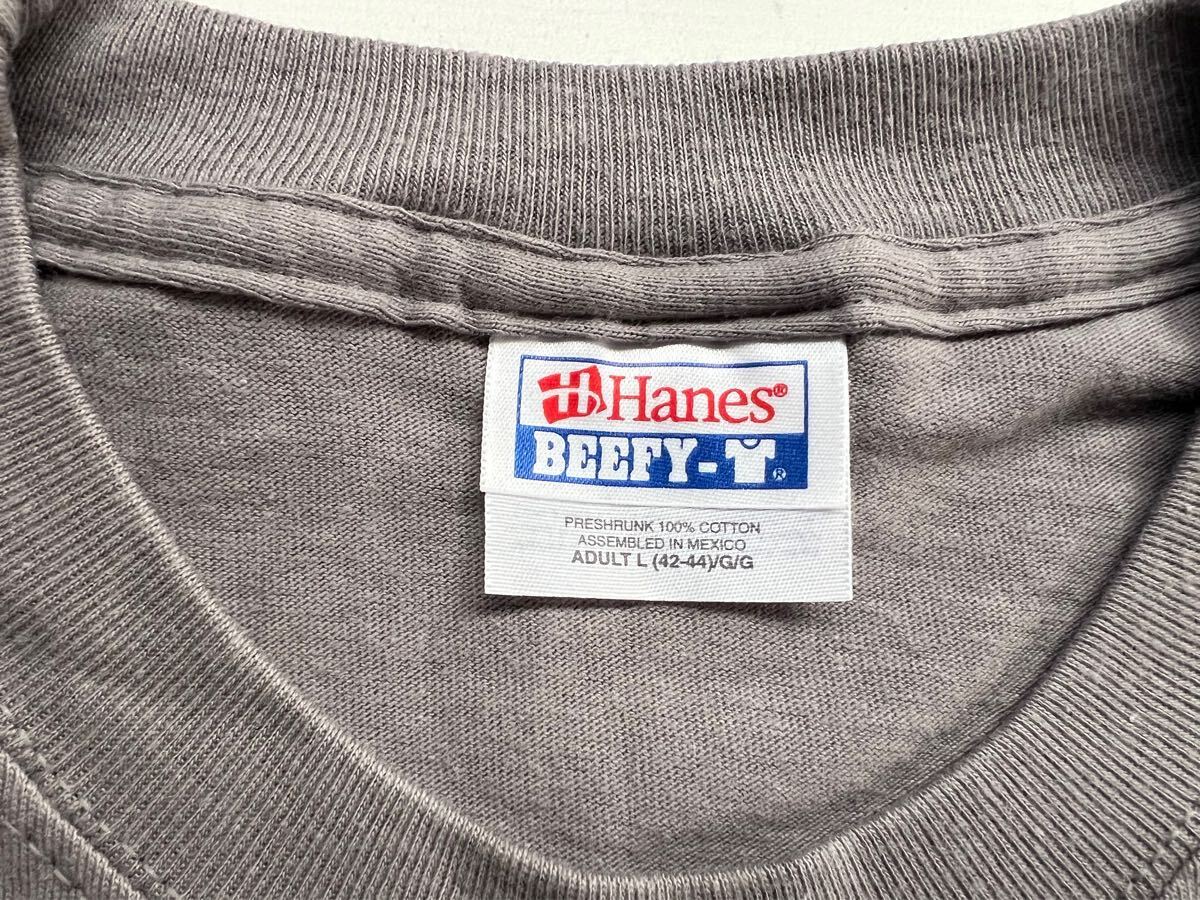 Hanes®
BEEFY-T®
PRESHRUNK 100% COTTON
ASSEMBLED IN MEXICO
ADULT L (42-44)/G/G